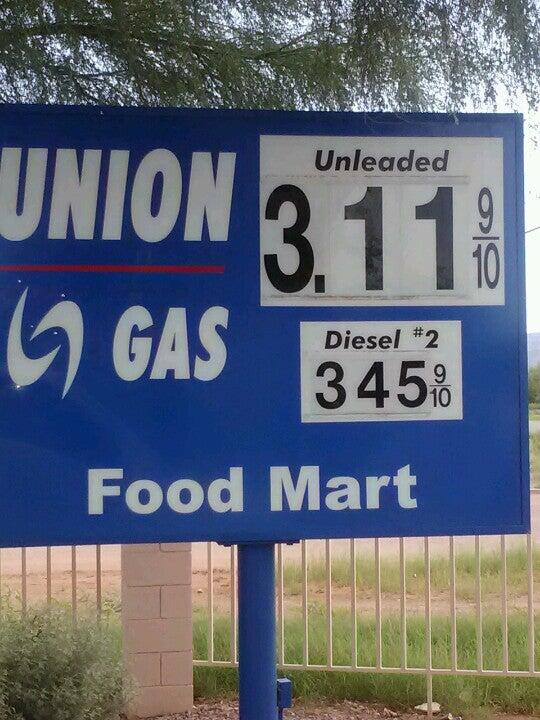 UNION
GAS
Unleaded
3.11 9/10
Diesel #2
345 9/10
Food Mart